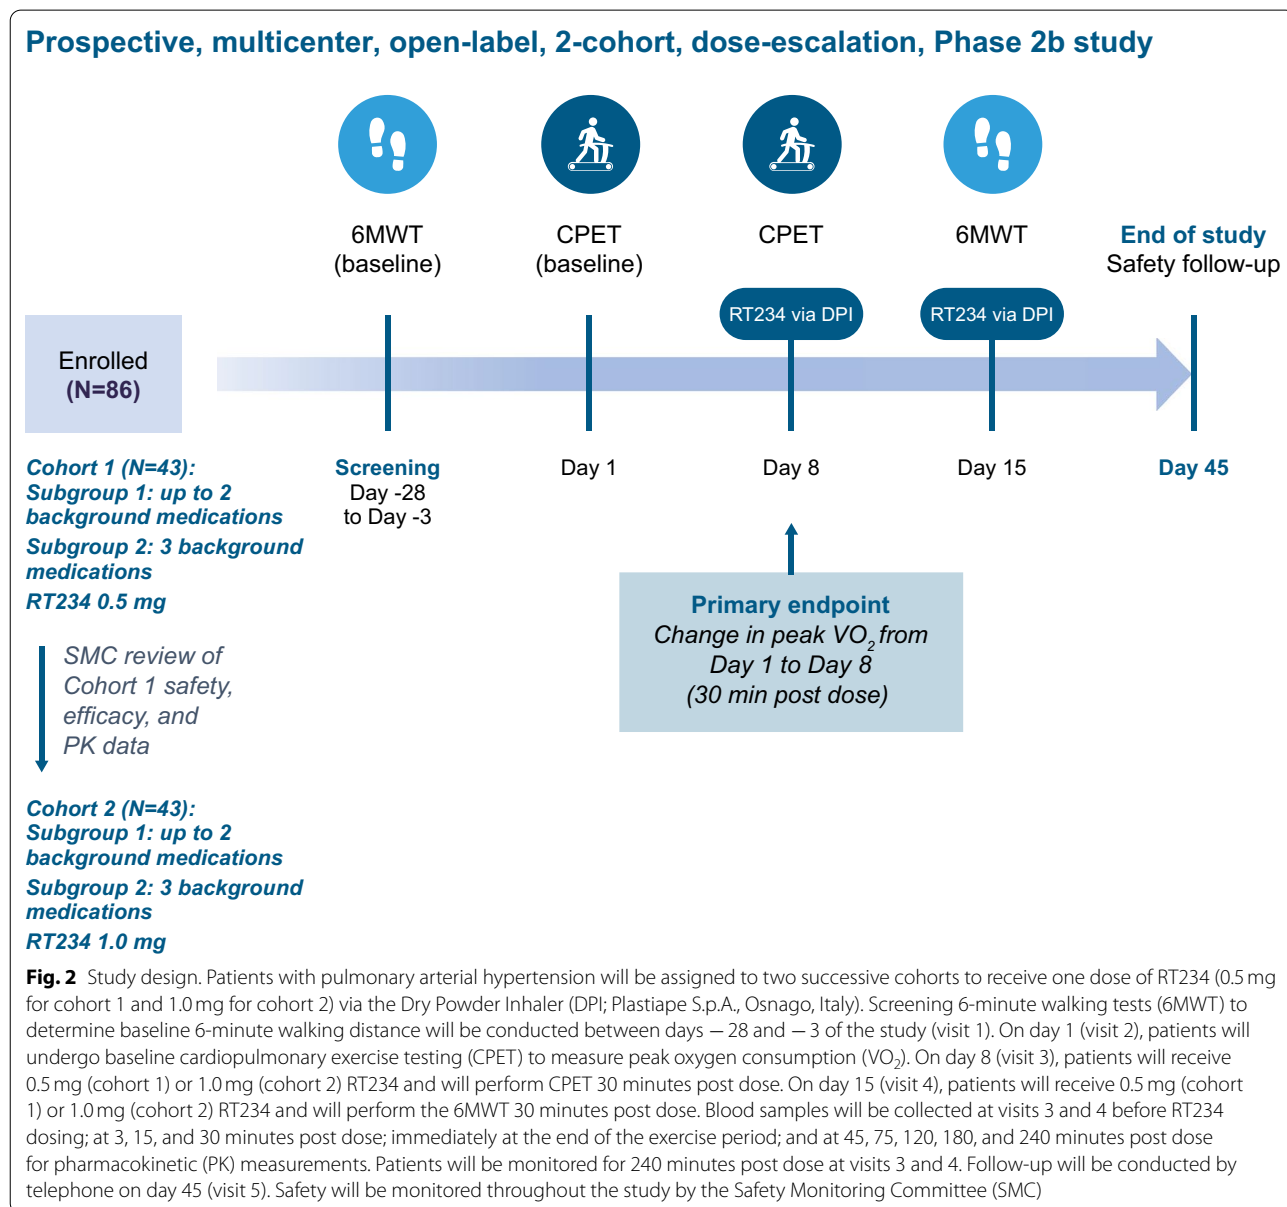 Prospective, multicenter, open-label, 2-cohort, dose-escalation, Phase 2b study
6MWT
(baseline)
CPET
(baseline)
CPET
6MWT
End of study
Safety follow-up
RT234 via DPI
RT234 via DPI
Enrolled
(N=86)
Screening
Day -28
to Day -3
Day 1
Day 8
Day 15
Day 45
Cohort 1 (N=43):
Subgroup 1: up to 2
background medications
Subgroup 2: 3 background
medications
RT234 0.5 mg
Primary endpoint
Change in peak VO2 from
Day 1 to Day 8
(30 min post dose)
SMC review of
Cohort 1 safety,
efficacy, and
PK data
Cohort 2 (N=43):
Subgroup 1: up to 2
background medications
Subgroup 2: 3 background
medications
RT234 1.0 mg
Fig. 2 Study design. Patients with pulmonary arterial hypertension will be assigned to two successive cohorts to receive one dose of RT234 (0.5 mg
for cohort 1 and 1.0 mg for cohort 2) via the Dry Powder Inhaler (DPI; Plastiape S.p.A., Osnago, Italy). Screening 6-minute walking tests (6MWT) to
determine baseline 6-minute walking distance will be conducted between days −28 and −3 of the study (visit 1). On day 1 (visit 2), patients will
undergo baseline cardiopulmonary exercise testing (CPET) to measure peak oxygen consumption (VO2). On day 8 (visit 3), patients will receive
0.5 mg (cohort 1) or 1.0 mg (cohort 2) RT234 and will perform CPET 30 minutes post dose. On day 15 (visit 4), patients will receive 0.5 mg (cohort
1) or 1.0 mg (cohort 2) RT234 and will perform the 6MWT 30 minutes post dose. Blood samples will be collected at visits 3 and 4 before RT234
dosing; at 3, 15, and 30 minutes post dose; immediately at the end of the exercise period; and at 45, 75, 120, 180, and 240 minutes post dose
for pharmacokinetic (PK) measurements. Patients will be monitored for 240 minutes post dose at visits 3 and 4. Follow-up will be conducted by
telephone on day 45 (visit 5). Safety will be monitored throughout the study by the Safety Monitoring Committee (SMC)